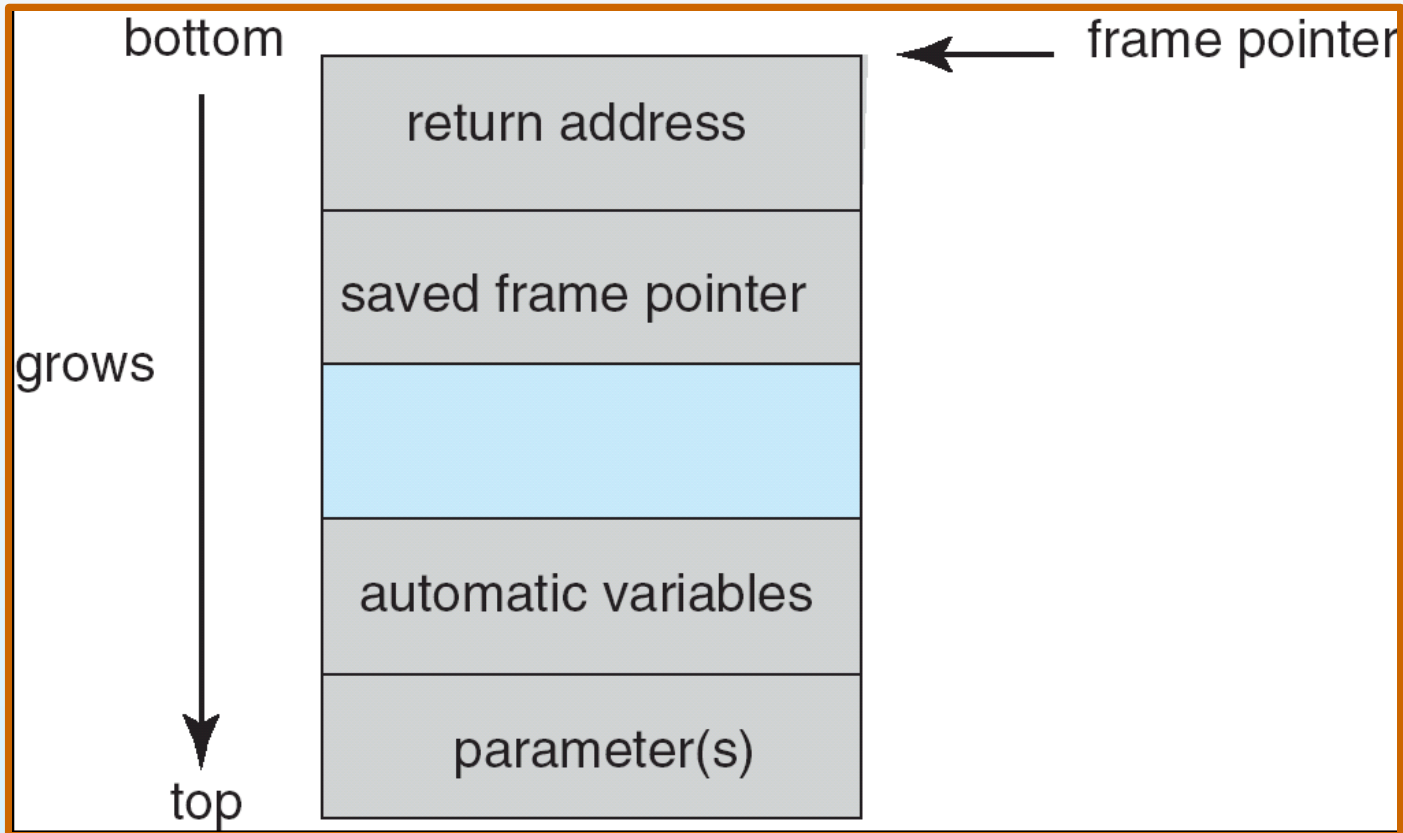 bottom
frame pointer
return address
saved frame pointer
grows
automatic variables
parameter(s)
top